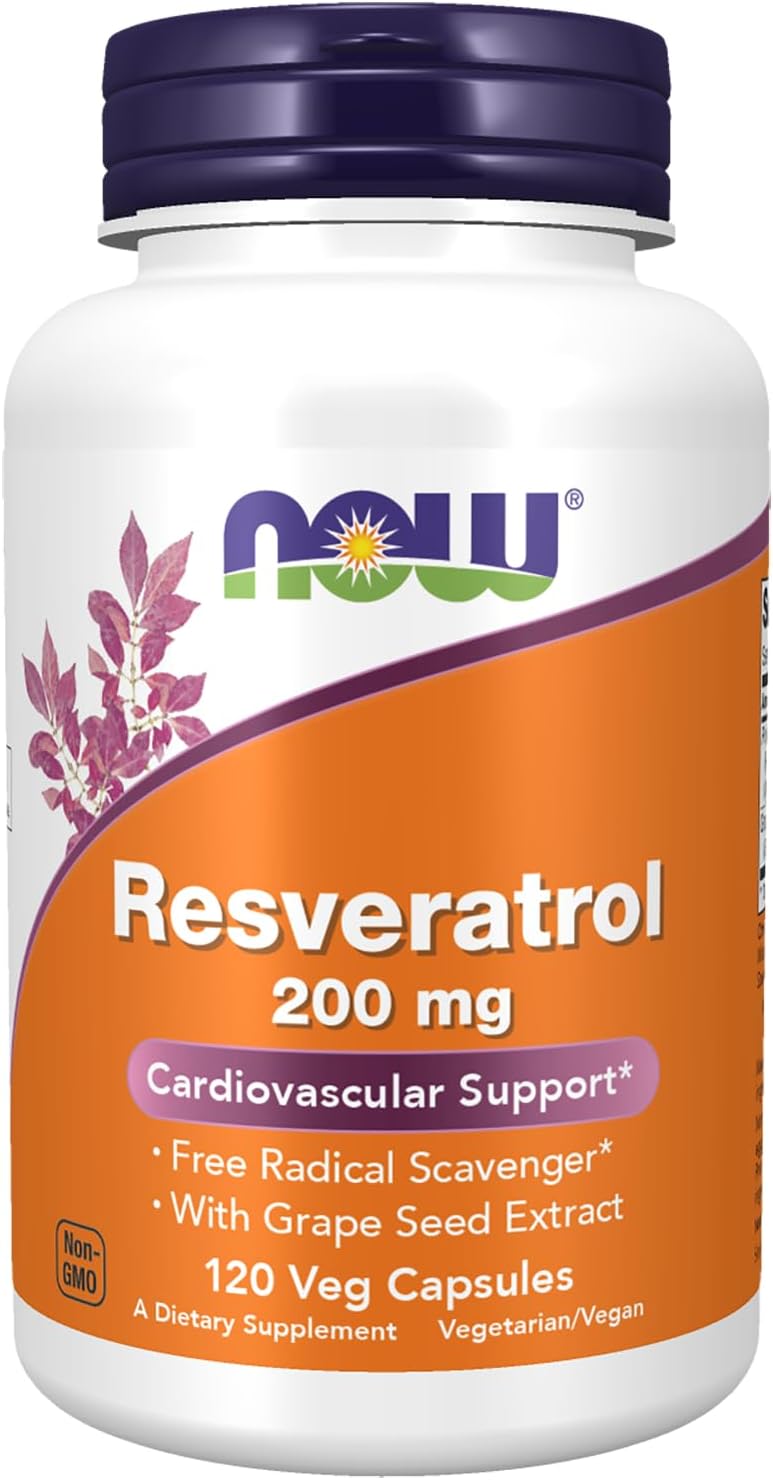 NOW®
Resveratrol
200 mg
Cardiovascular Support*
• Free Radical Scavenger*
• With Grape Seed Extract
Non-
GMO
120 Veg Capsules
A Dietary Supplement Vegetarian/Vegan